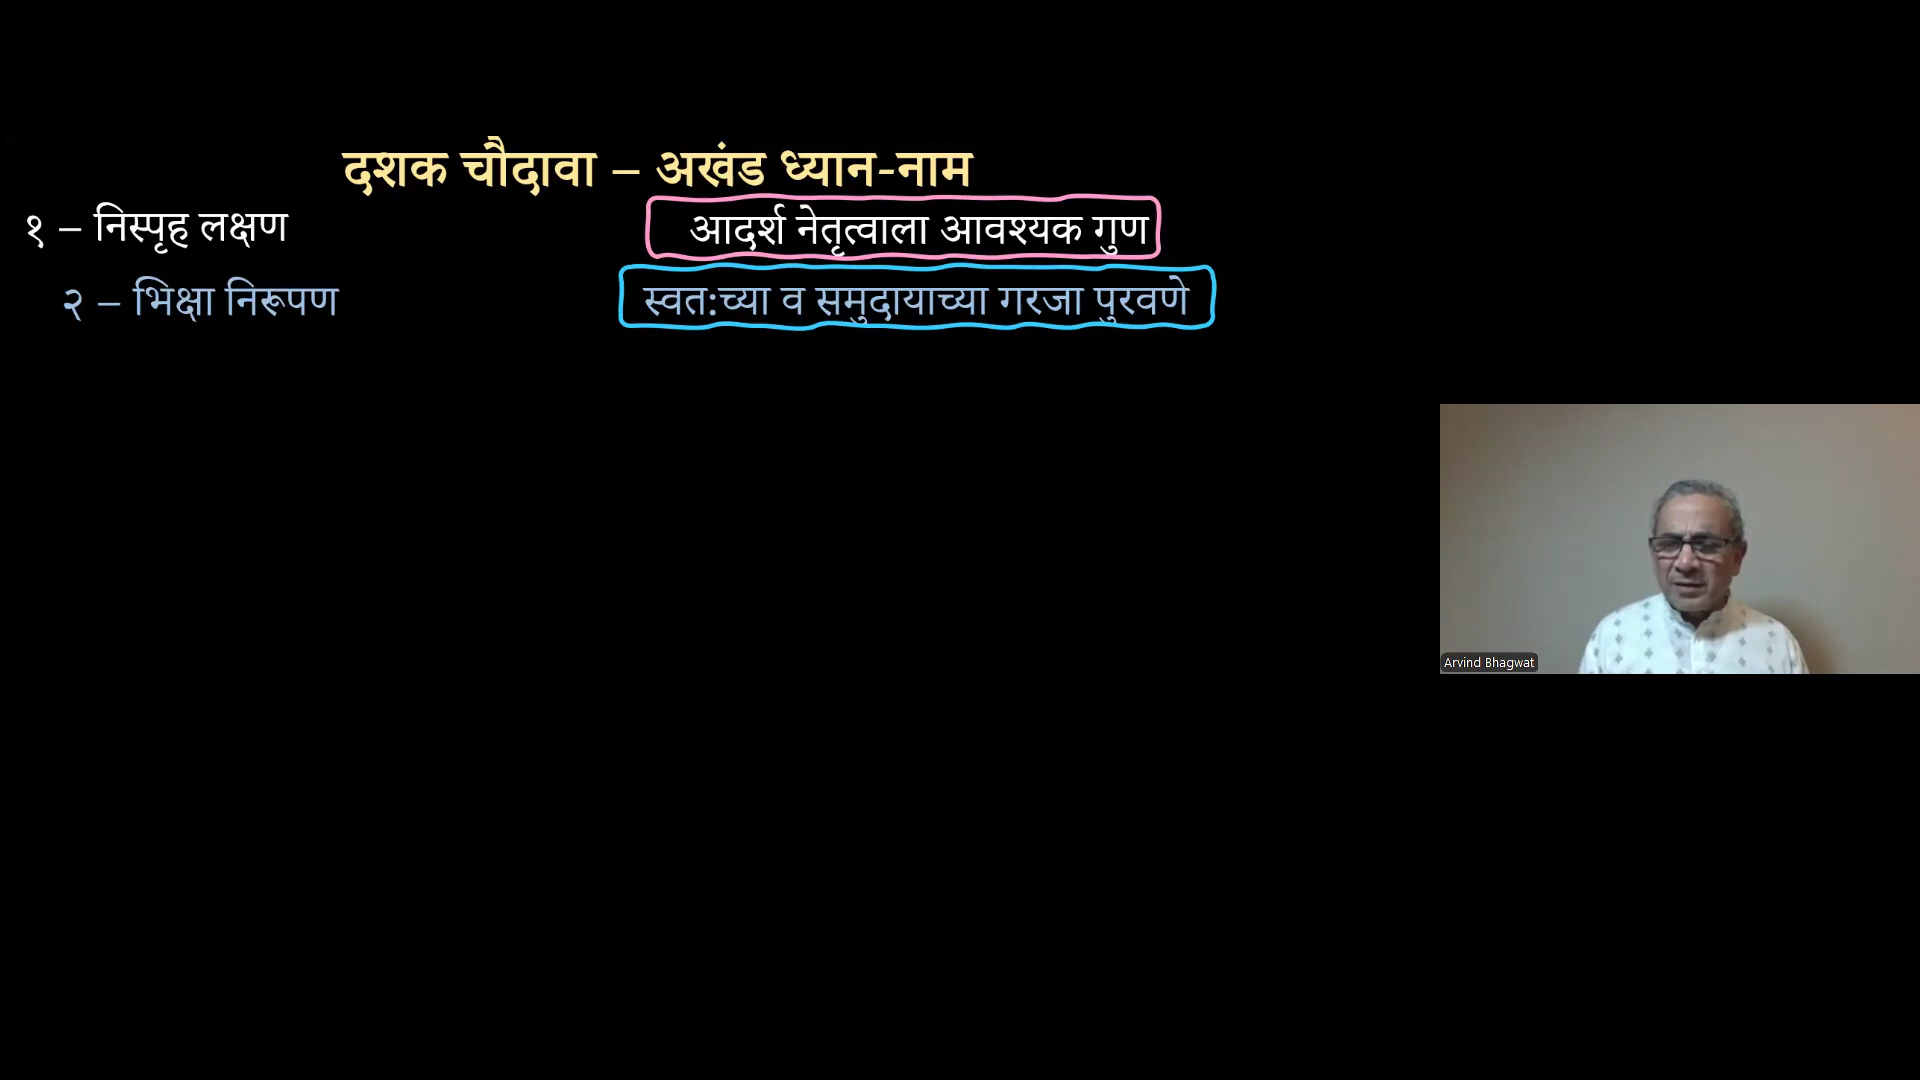 दशक चौदावा – अखंड ध्यान-नाम
१ – निस्पृह लक्षण आदर्श नेतृत्वाला आवश्यक गुण
२ – भिक्षा निरूपण स्वत:च्या व समुदायाच्या गरजा पुरवणे
Arvind Bhagwat